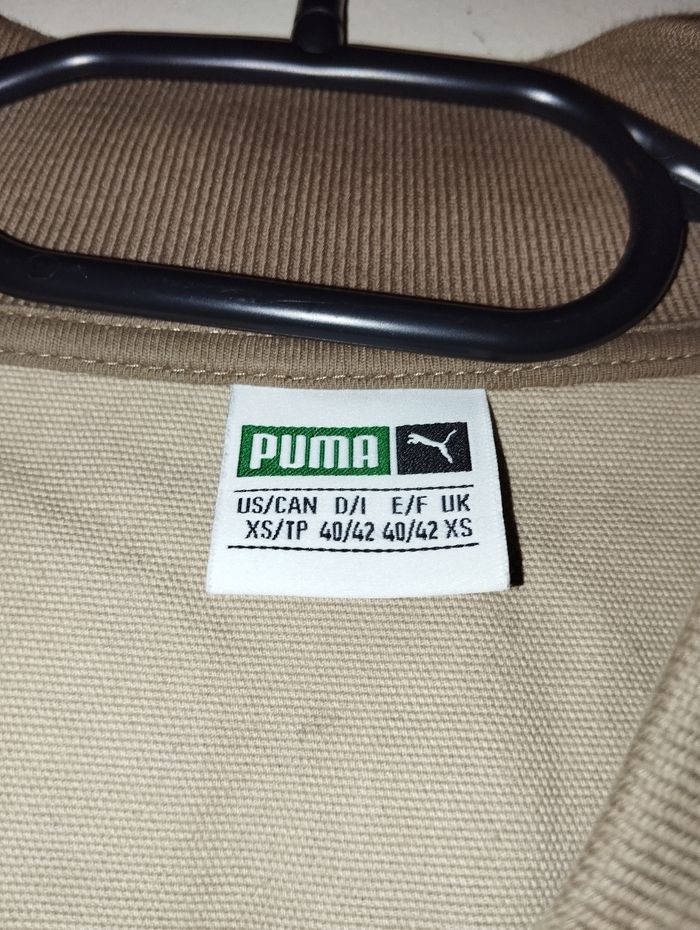 PUMA
US/CAN D/I E/F UK
XS/TP 40/42 40/42 XS